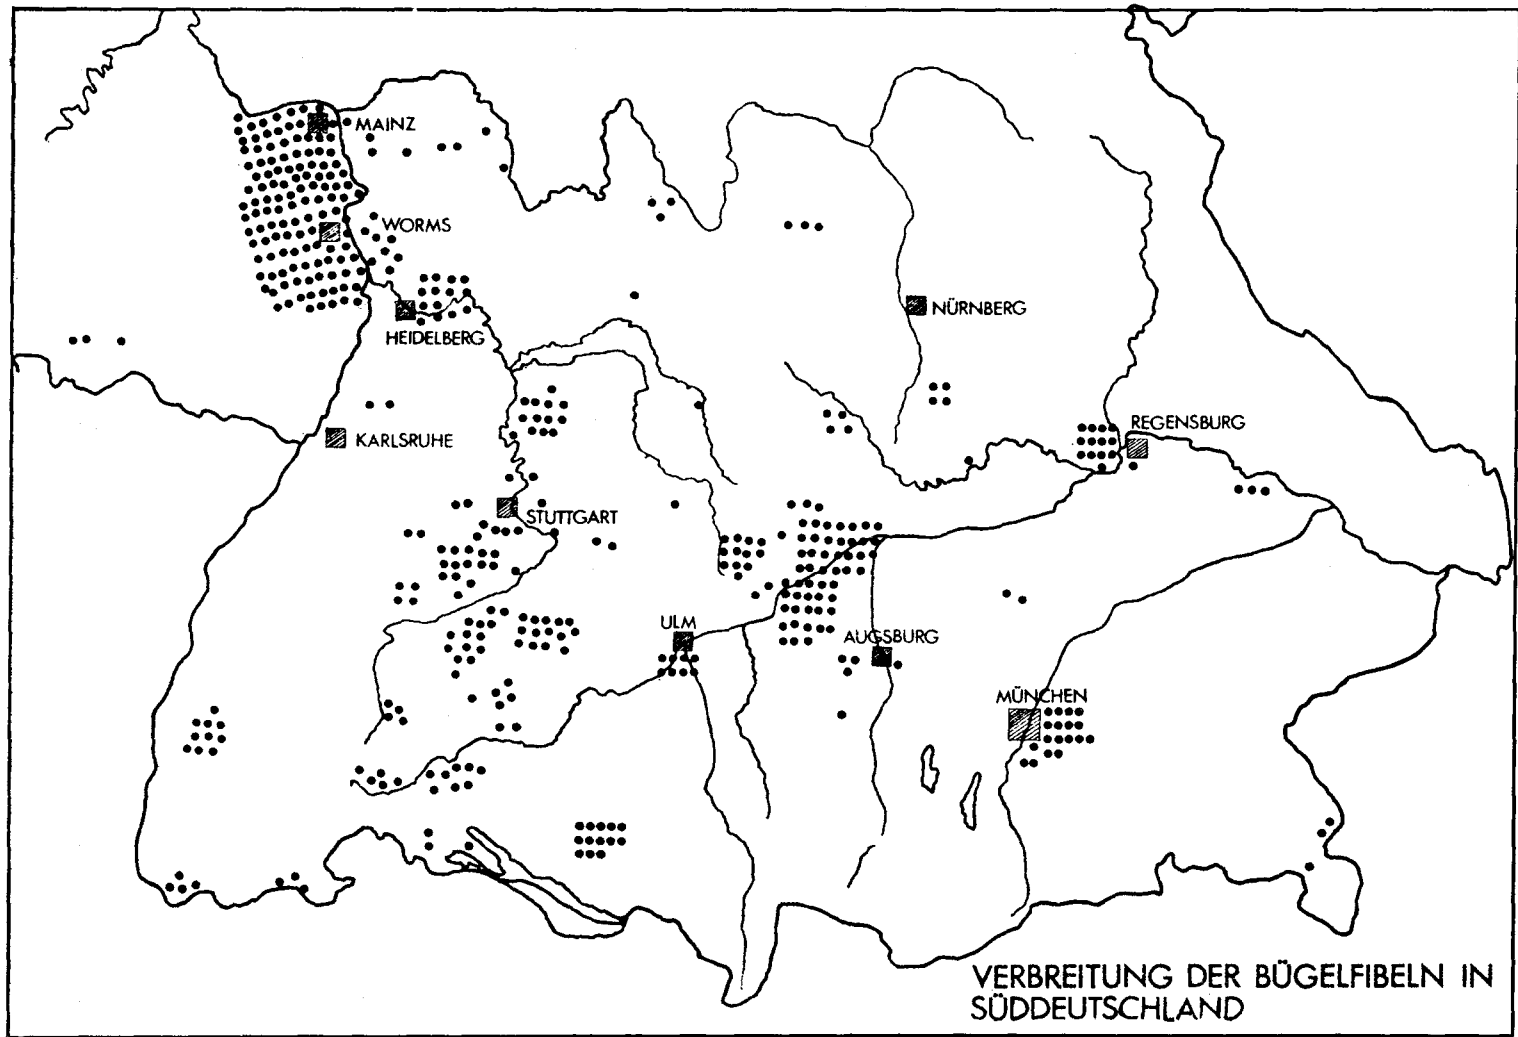 MAINZ
WORMS
HEIDELBERG
NÜRNBERG
KARLSRUHE
REGENSBURG
STUTTGART
ULM
AUGSBURG
MÜNCHEN
VERBREITUNG DER BÜGELFIBELN IN
SÜDDEUTSCHLAND